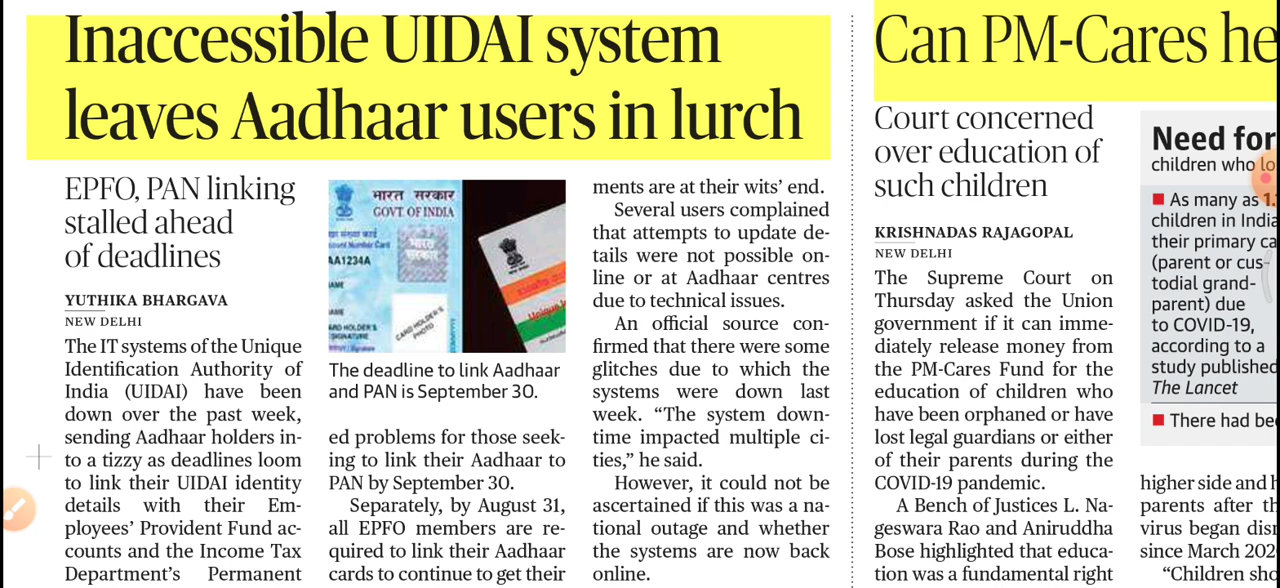 Inaccessible UIDAI system
leaves Aadhaar users in lurch
EPFO, PAN linking
stalled ahead
of deadlines
YUTHIKA BHARGAVA
NEW DELHI
The IT systems of the Unique
Identification Authority of
India (UIDAI) have been
down over the past week,
sending Aadhaar holders in-
to a tizzy as deadlines loom
to link their UIDAI identity
details with their Em-
ployees’ Provident Fund ac-
counts and the Income Tax
Department’s Permanent
भारत सरकार
GOVT. OF INDIA
AA1234A
CARD HOLDER'S
PHOTO
The deadline to link Aadhaar
and PAN is September 30.
ed problems for those seek-
ing to link their Aadhaar to
PAN by September 30.
Separately, by August 31,
all EPFO members are re-
quired to link their Aadhaar
cards to continue to get their
ments are at their wits’ end.
Several users complained
that attempts to update de-
tails were not possible on-
line or at Aadhaar centres
due to technical issues.
An official source con-
firmed that there were some
glitches due to which the
systems were down last
week. “The system down-
time impacted multiple ci-
ties,” he said.
However, it could not be
ascertained if this was a na-
tional outage and whether
the systems are now back
online.
Can PM-Cares he
Court concerned
over education of
such children
KRISHNADAS RAJAGOPAL
NEW DELHI
The Supreme Court on
Thursday asked the Union
government if it can imme-
diately release money from
the PM-Cares Fund for the
education of children who
have been orphaned or have
lost legal guardians or either
of their parents during the
COVID-19 pandemic.
A Bench of Justices L. Na-
geswara Rao and Aniruddha
Bose highlighted that educa-
tion was a fundamental right
Need for
children who lo
As many as 1.
children in India
their primary ca
(parent or cus-
todial grand-
parent) due
to COVID-19,
according to a
study published
The Lancet
There had bee
higher side and h
parents after th
virus began disr
since March 202
“Children sho